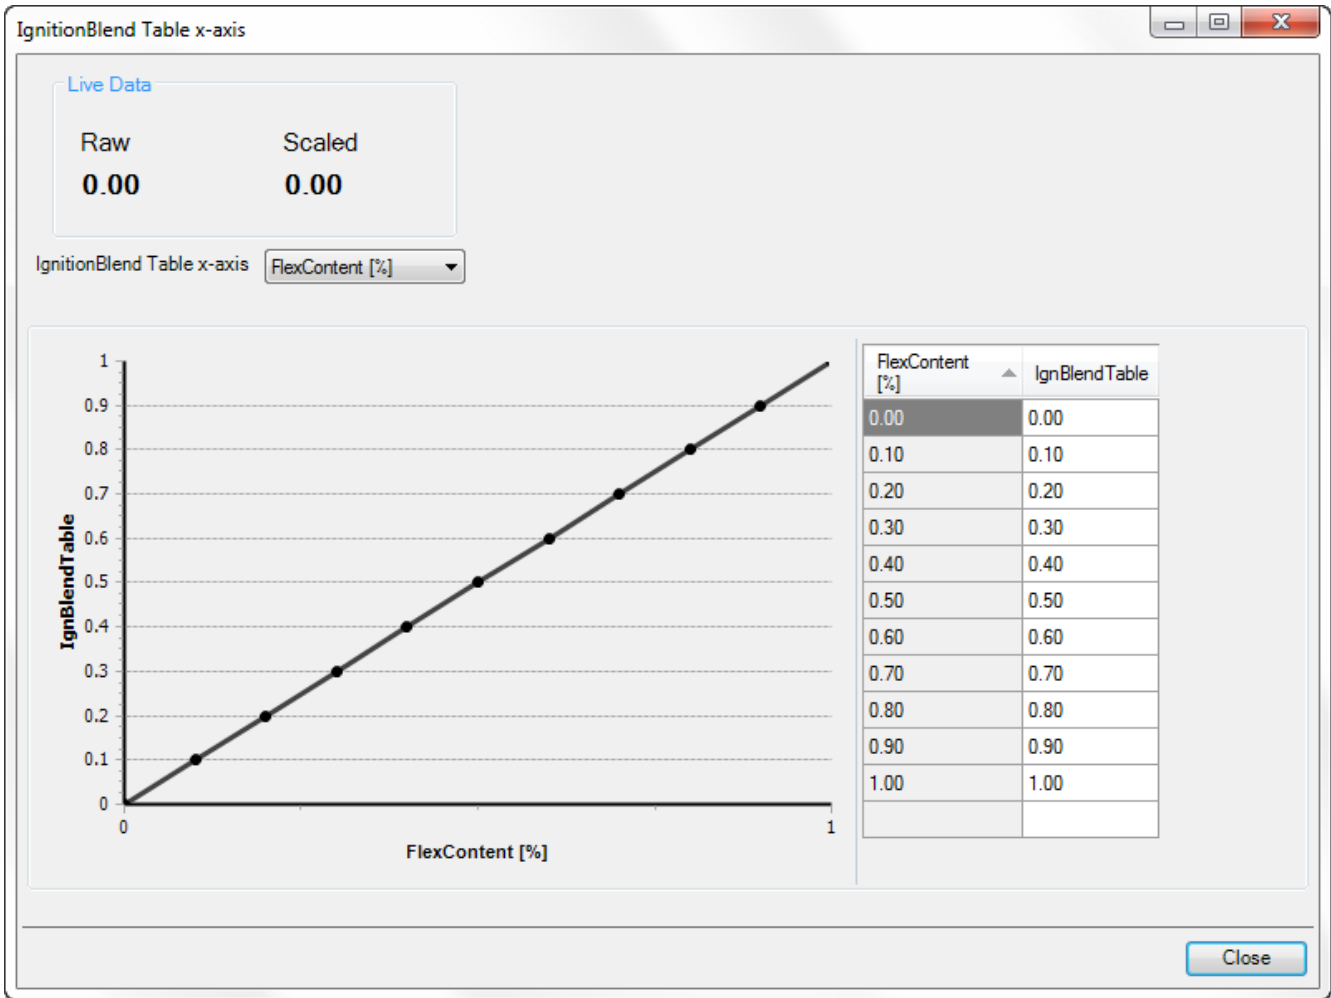 IgnitionBlend Table x-axis
Live Data
Raw Scaled
0.00 0.00
IgnitionBlend Table x-axis FlexContent [%]
1
0.9
0.8
0.7
0.6
0.5
0.4
0.3
0.2
0.1
0
IgnBlendTable
0 1
FlexContent [%]
FlexContent
[%] IgnBlendTable
0.00 0.00
0.10 0.10
0.20 0.20
0.30 0.30
0.40 0.40
0.50 0.50
0.60 0.60
0.70 0.70
0.80 0.80
0.90 0.90
1.00 1.00
Close